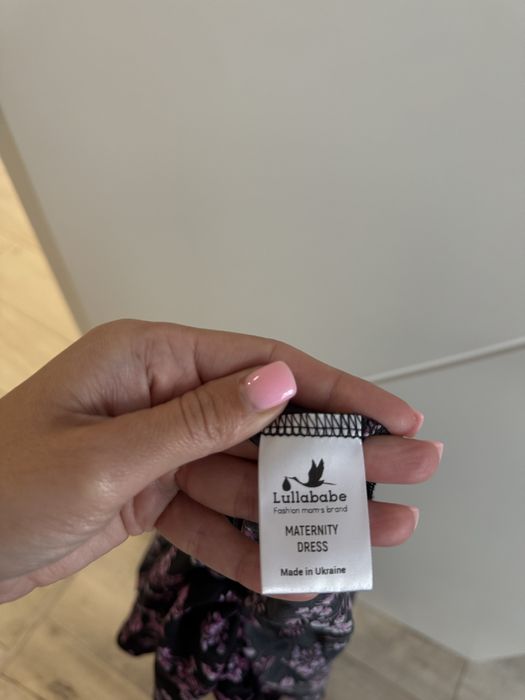 Lullababe
Fashion mom's brand
MATERNITY
DRESS
Made in Ukraine